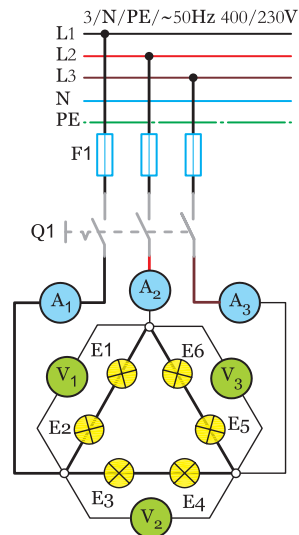 3/N/PE/~50Hz 400/230V
L1
L2
L3
N
PE
F1
Q1
A1
A2
A3
E1
E6
V1
V3
E2
E5
E3
E4
V2